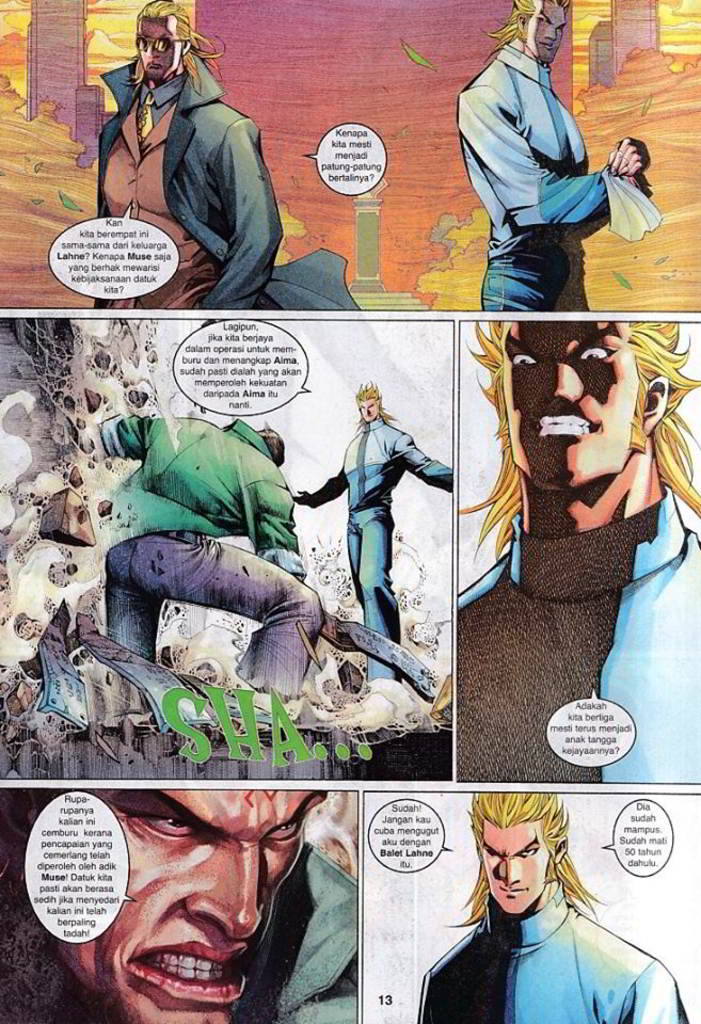 Kenapa
kita mesti
menjadi
patung-patung
bertalinya?
Kan
kita berempat ini
sama-sama dari keluarga
Lahne? Kenapa Muse saja
yang berhak mewarisi
kebijaksanaan datuk
kita?
Lagipun,
jika kita berjaya
dalam operasi untuk mem-
buru dan menangkap Aima,
sudah pasti dialah yang akan
memperoleh kekuatan
daripada Aima itu
nanti.
SHA...
Adakah
kita bertiga
mesti terus menjadi
anak tangga
kejayaannya?
Rupa-
rupanya
kalian ini
cemburu kerana
pencapaian yang
cemerlang telah
diperoleh oleh adik
Muse! Kalian datuk kita
pasti akan berasa
sedih jika menyedari
kalian ini telah
berpaling
tadah!
Sudah!
Jangan kau
cuba mengugut
aku dengan
Balet Lahne
itu.
Dia
sudah
mampus.
Sudah mati
50 tahun
dahulu.
13